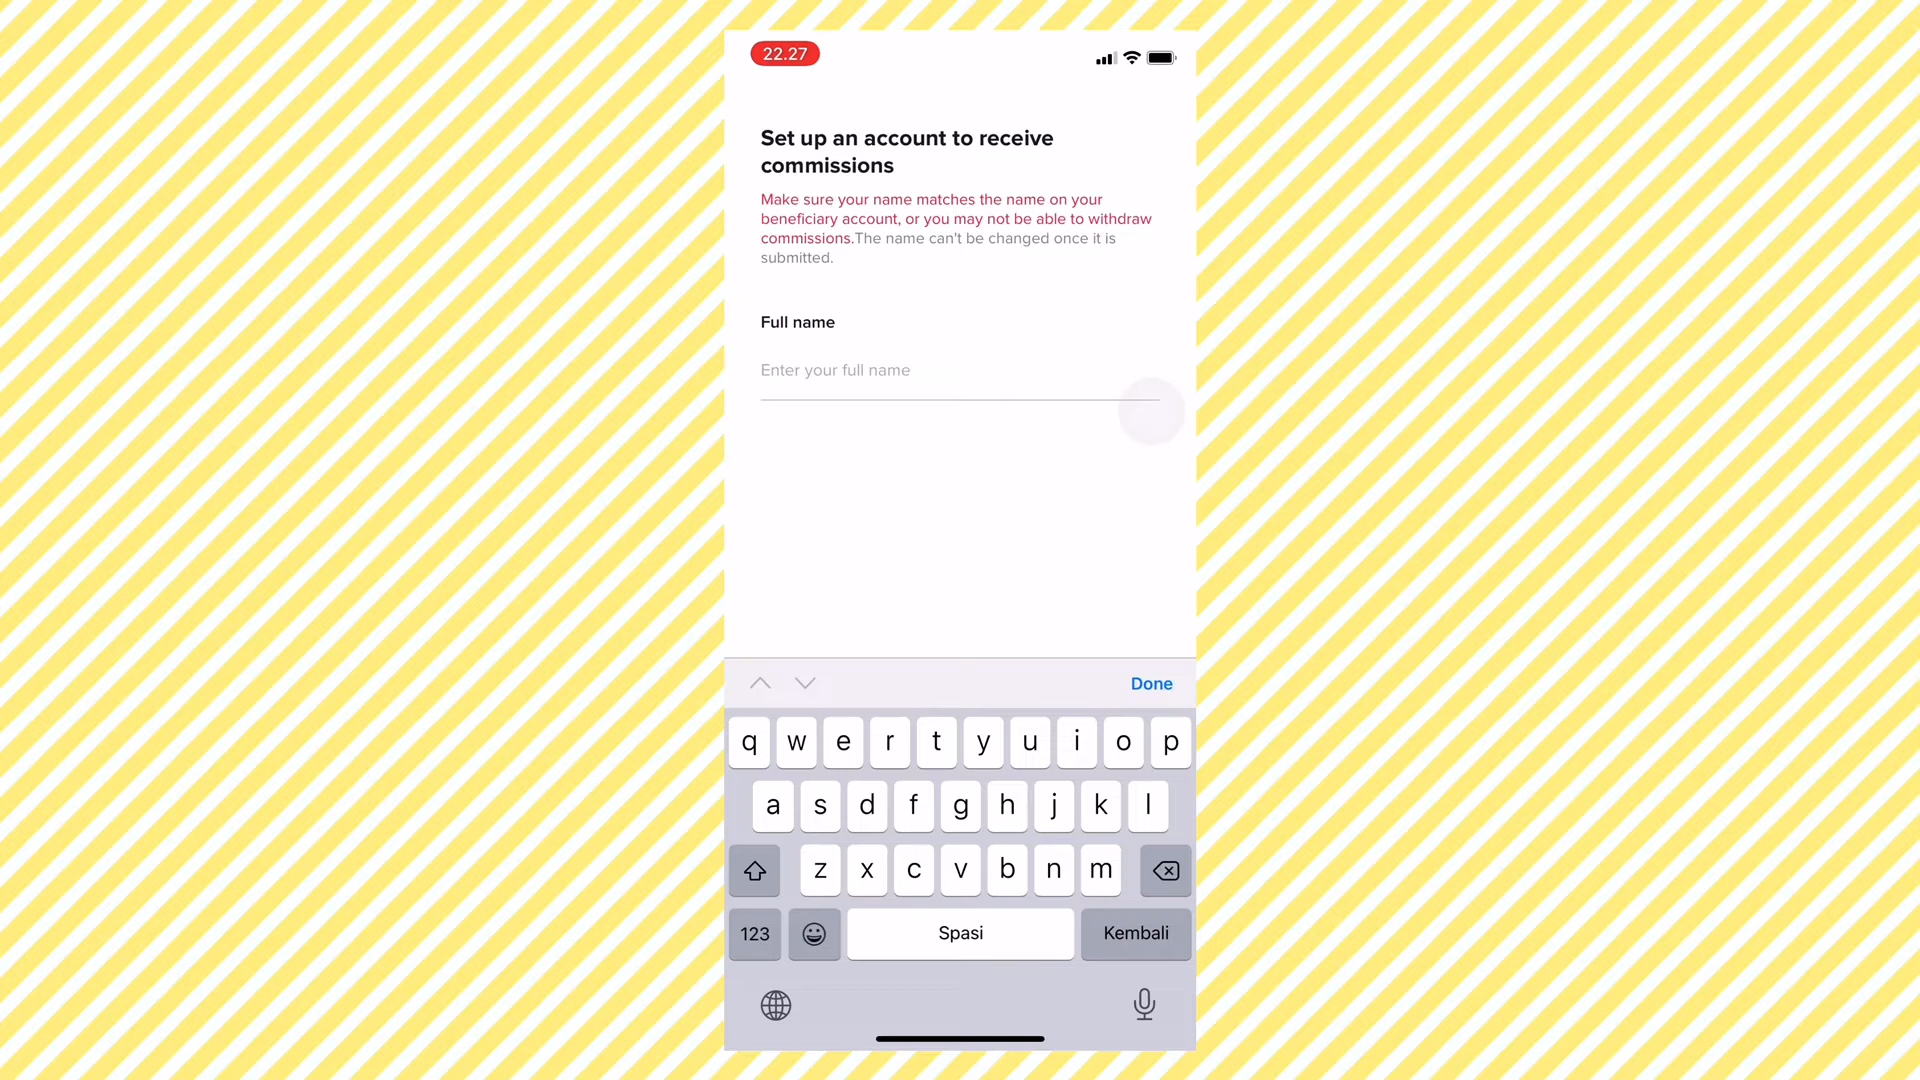 22.27
Set up an account to receive
commissions
Make sure your name matches the name on your
beneficiary account, or you may not be able to withdraw
commissions.The name can't be changed once it is
submitted.
Full name
Enter your full name
Done
q w e r t y u i o p
a s d f g h j k l
z x c v b n m
123 Spasi Kembali